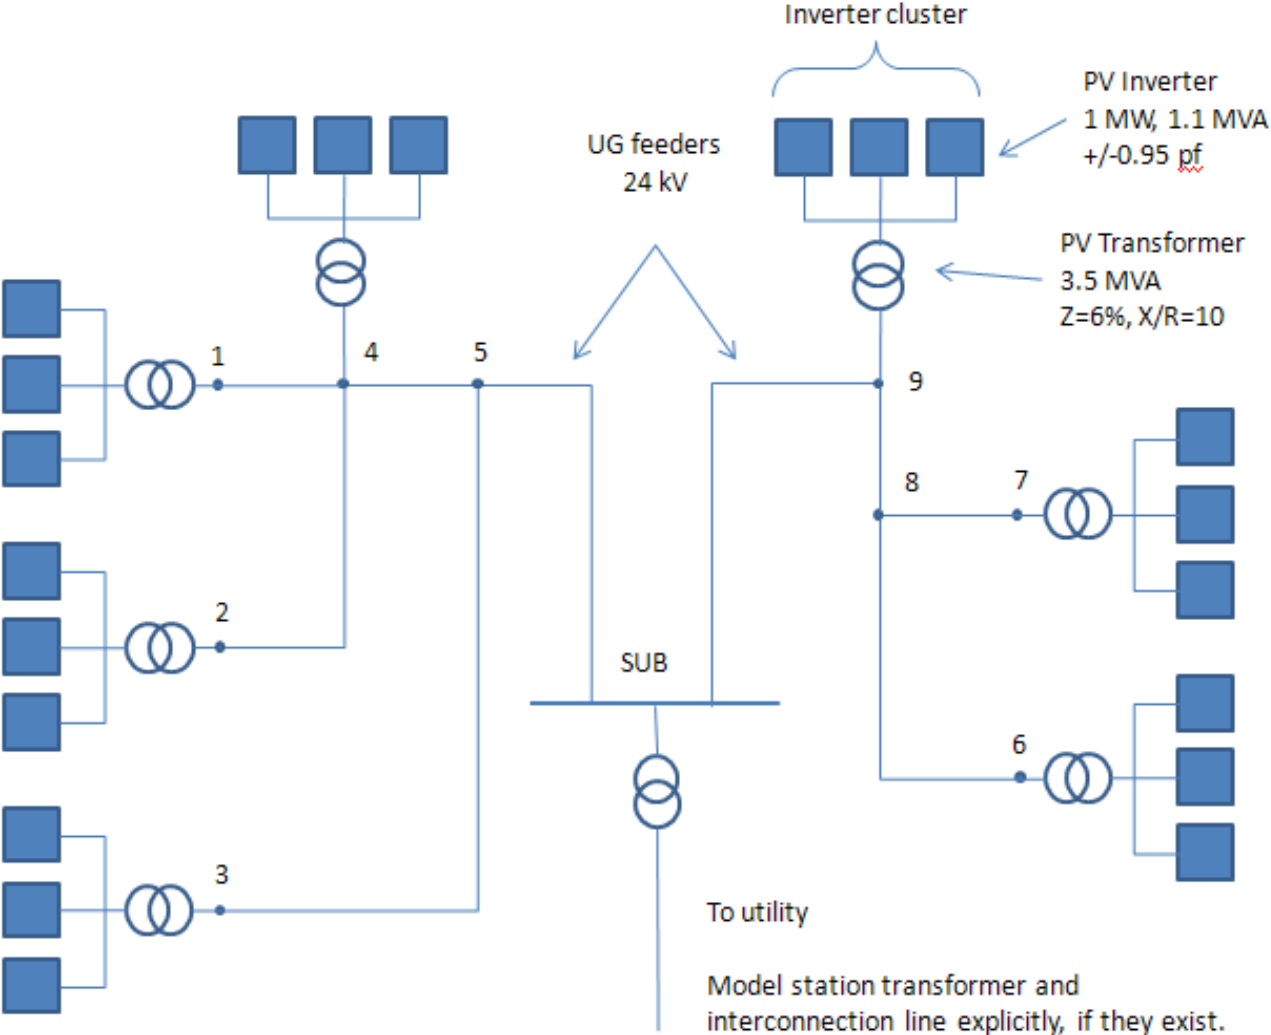 Inverter cluster
PV Inverter
1 MW, 1.1 MVA
+/-0.95 pf
UG feeders
24 kV
PV Transformer
3.5 MVA
Z=6%, X/R=10
1
4
5
9
8
7
2
SUB
6
3
To utility
Model station transformer and
interconnection line explicitly, if they exist.